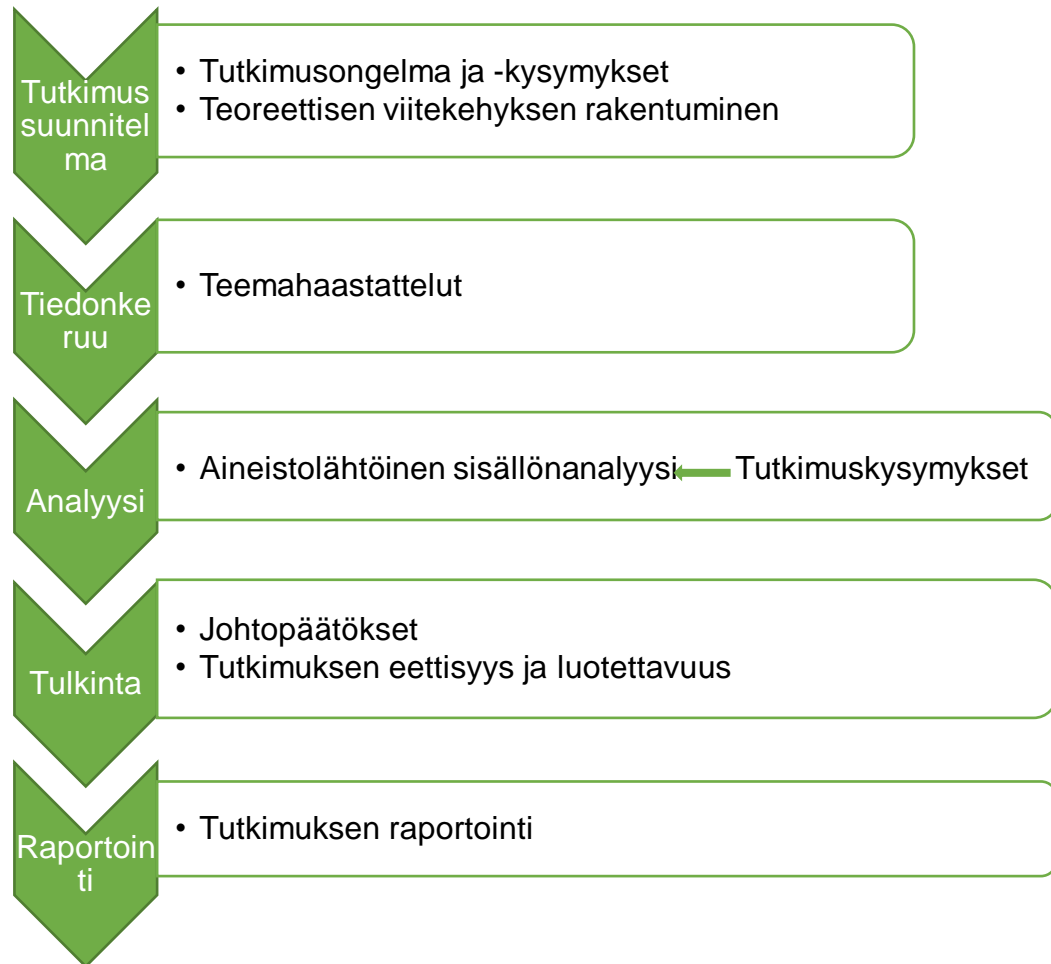 Tutkimus
suunnitel
ma
• Tutkimusongelma ja -kysymykset
• Teoreettisen viitekehyksen rakentuminen
Tiedonke
ruu
• Teemahaastattelut
Analyysi
• Aineistolähtöinen sisällönanalyysi Tutkimuskysymykset
Tulkinta
• Johtopäätökset
• Tutkimuksen eettisyys ja luotettavuus
Raportoin
ti
• Tutkimuksen raportointi